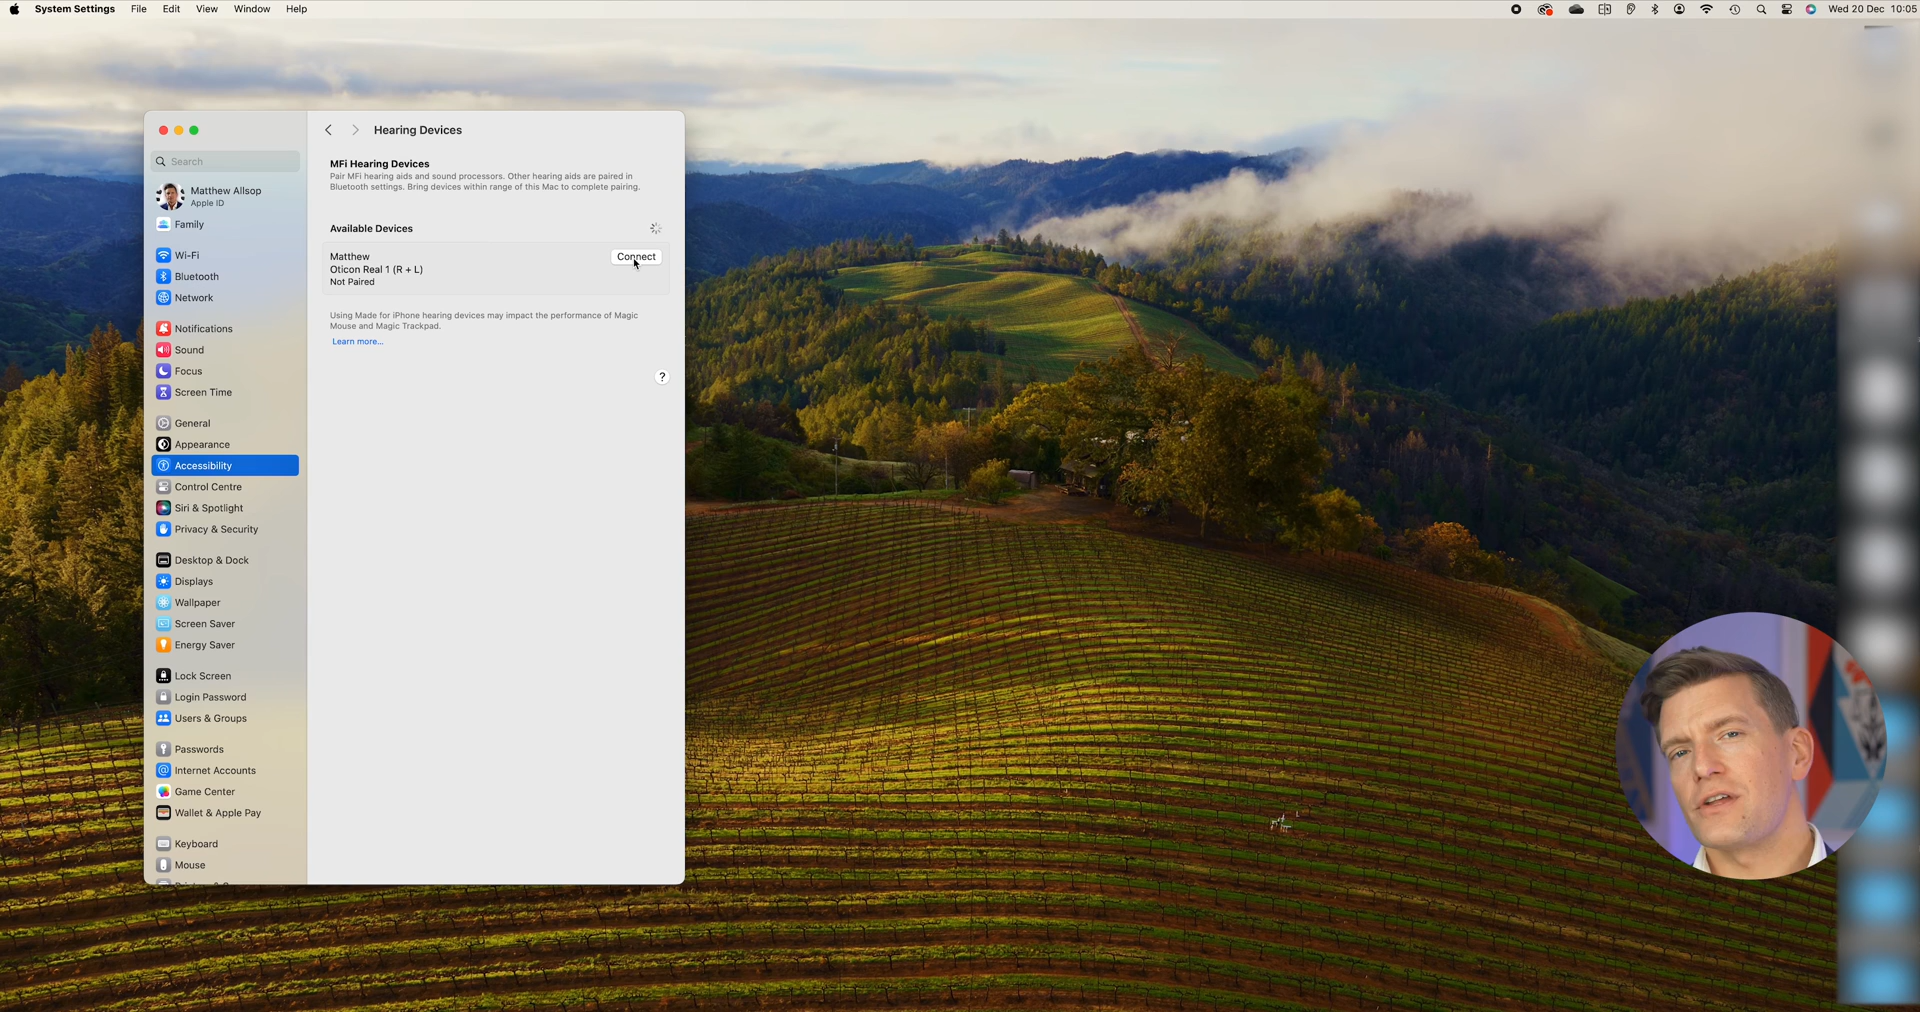 System Settings File Edit View Window Help
Wed 20 Dec 10:05
Hearing Devices
Search
Matthew Allsop
Apple ID
Family
Wi-Fi
Bluetooth
Network
Notifications
Sound
Focus
Screen Time
General
Appearance
Accessibility
Control Centre
Siri & Spotlight
Privacy & Security
Desktop & Dock
Displays
Wallpaper
Screen Saver
Energy Saver
Lock Screen
Login Password
Users & Groups
Passwords
Internet Accounts
Game Center
Wallet & Apple Pay
Keyboard
Mouse
MFi Hearing Devices
Pair MFi hearing aids and sound processors. Other hearing aids are paired in
Bluetooth settings. Bring devices within range of this Mac to complete pairing.
Available Devices
Matthew
Connect
Oticon Real 1 (R + L)
Not Paired
Using Made for iPhone hearing devices may impact the performance of Magic
Mouse and Magic Trackpad.
Learn more...
?